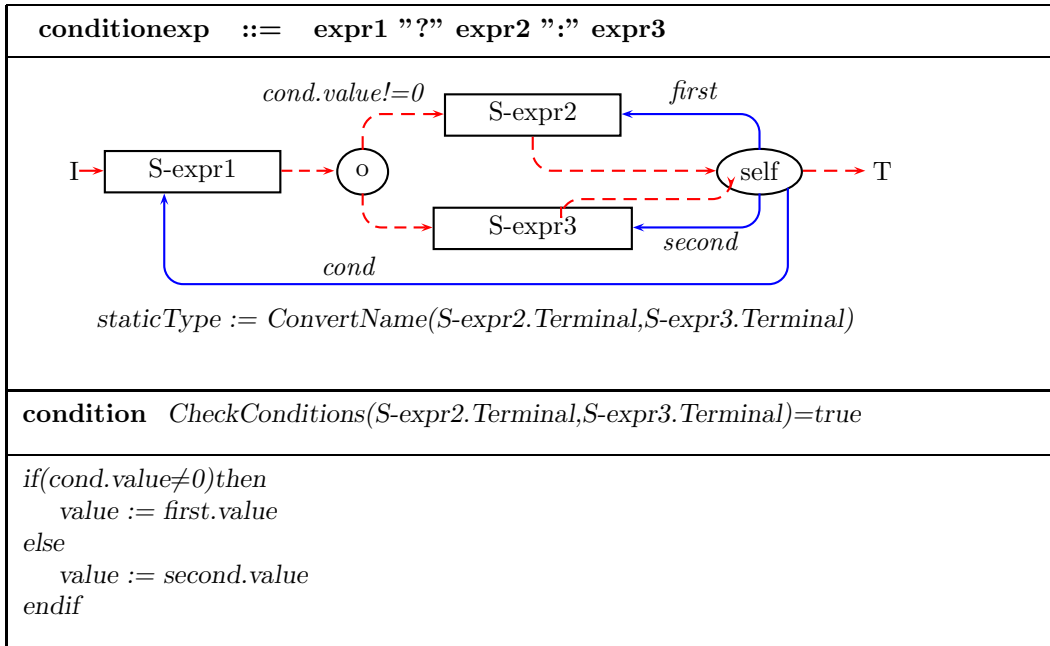 conditionexp ::= expr1 ”?” expr2 ”:” expr3
cond.value!=0
S-expr2
first
I
S-expr1
o
self
T
S-expr3
second
cond
staticType := ConvertName(S-expr2.Terminal,S-expr3.Terminal)
condition CheckConditions(S-expr2.Terminal,S-expr3.Terminal)=true
if(cond.value≠0)then
value := first.value
else
value := second.value
endif